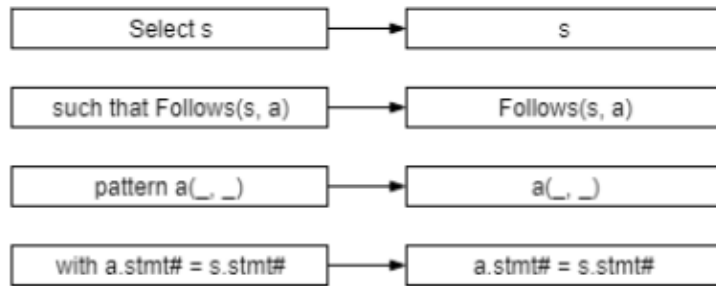 Select s
s
such that Follows(s, a)
Follows(s, a)
pattern a(_, _)
a(_, _)
with a.stmt# = s.stmt#
a.stmt# = s.stmt#